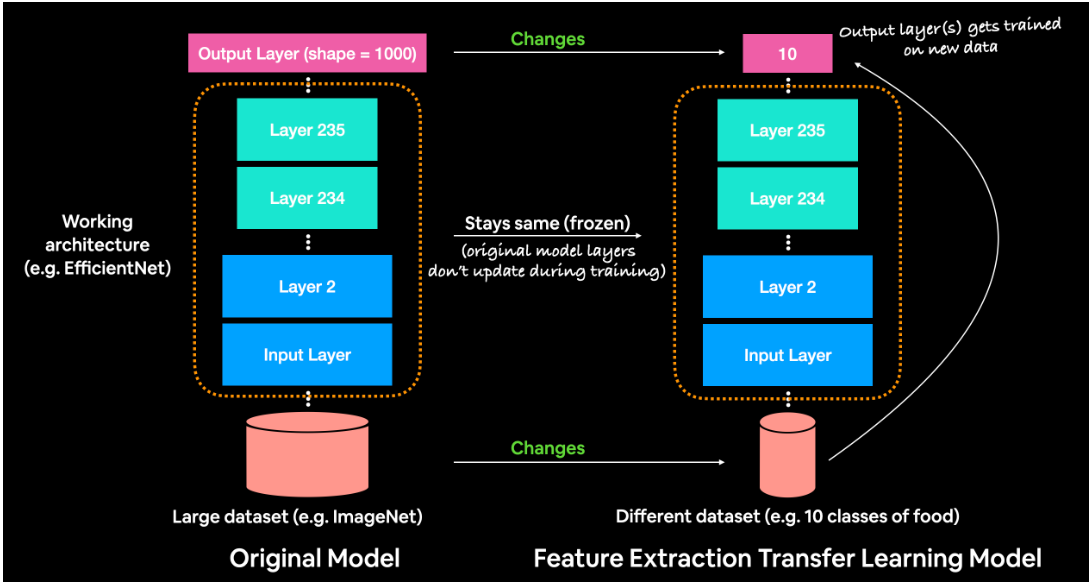 Output Layer (shape = 1000)
Changes
10
Output layer(s) gets trained
on new data
Layer 235
Layer 234
Layer 2
Input Layer
Working
architecture
(e.g. EfficientNet)
Stays same (frozen)
(original model layers
don't update during training)
Layer 235
Layer 234
Layer 2
Input Layer
Changes
Large dataset (e.g. ImageNet)
Different dataset (e.g. 10 classes of food)
Original Model
Feature Extraction Transfer Learning Model